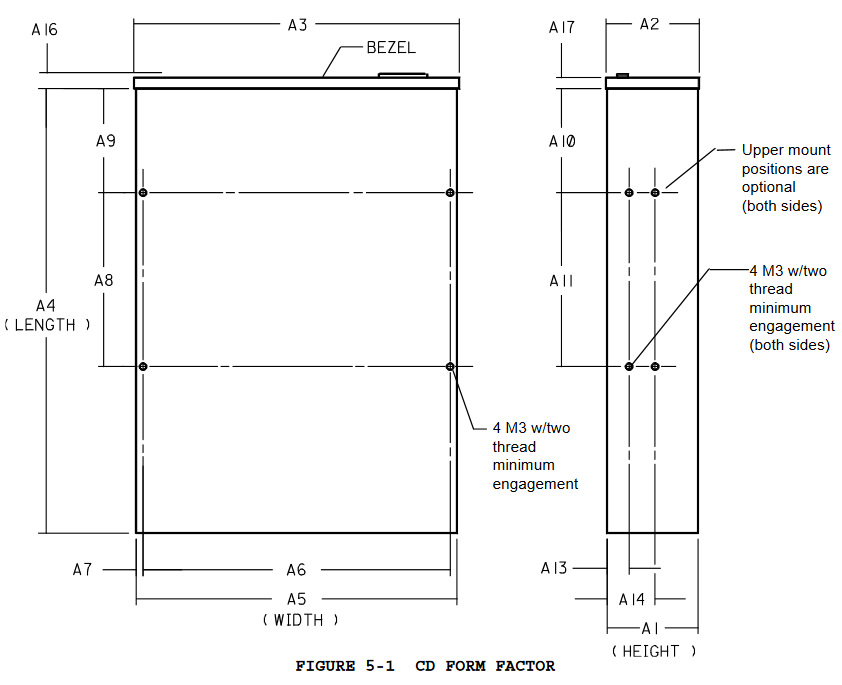 A16
A3
A17
A2
BEZEL
A9
A10
Upper mount
positions are
optional
(both sides)
A8
A11
4 M3 w/two
thread
minimum
engagement
(both sides)
A4
( LENGTH )
4 M3 w/two
thread
minimum
engagement
A7
A6
A13
A5
A14
( WIDTH )
A1
( HEIGHT )
FIGURE 5-1 CD FORM FACTOR